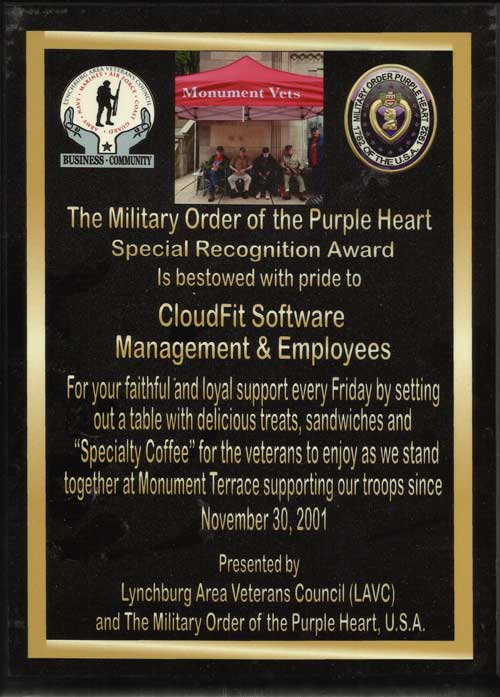 LYNCHBURG AREA VETERANS COUNCIL
ARMY • NAVY • MARINES • AIR FORCE • COAST GUARD
BUSINESS - COMMUNITY
Monument Vets
MILITARY ORDER PURPLE HEART
1782 OF THE U.S.A. 1932
The Military Order of the Purple Heart
Special Recognition Award
Is bestowed with pride to
CloudFit Software
Management & Employees
For your faithful and loyal support every Friday by setting
out a table with delicious treats, sandwiches and
“Specialty Coffee” for the veterans to enjoy as we stand
together at Monument Terrace supporting our troops since
November 30, 2001
Presented by
Lynchburg Area Veterans Council (LAVC)
and The Military Order of the Purple Heart, U.S.A.